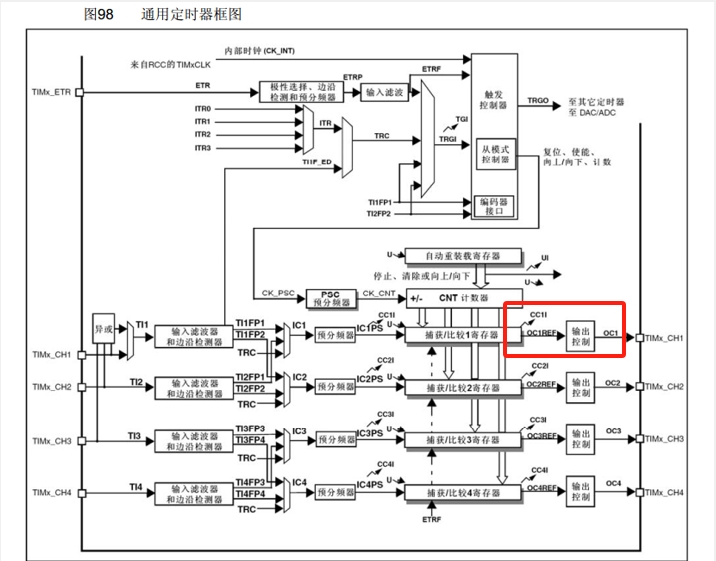 图98 通用定时器框图
内部时钟 (CK_INT)
来自RCC的TIMxCLK
TIMx_ETR
ETR
极性选择、边沿
检测和预分频器
ETRP
输入滤波
ETRF
触发
控制器
TRGO
至其它定时器
至 DAC/ADC
ITR0
ITR1
ITR2
ITR3
ITR
TI1F_ED
TRC
TGI
TRGI
从模式
控制器
复位、使能、
向上/向下、计数
TI1FP1
TI2FP2
编码器
接口
U
自动重装载寄存器
UI
停止、清除或向上/向下
U
CK_PSC
PSC
预分频器
CK_CNT
+/-
CNT 计数器
异或
TI1
输入滤波器
和边沿检测器
TI1FP1
TI1FP2
TRC
IC1
预分频器
IC1PS
U
捕获/比较1寄存器
CC1I
OC1REF
输出
控制
OC1
TIMx_CH1
TIMx_CH1
TIMx_CH2
TI2
输入滤波器
和边沿检测器
TI2FP1
TI2FP2
TRC
IC2
预分频器
IC2PS
U
捕获/比较2寄存器
CC2I
OC2REF
输出
控制
OC2
TIMx_CH2
TIMx_CH3
TI3
输入滤波器
和边沿检测器
TI3FP3
TI3FP4
TRC
IC3
预分频器
IC3PS
U
捕获/比较3寄存器
CC3I
OC3REF
输出
控制
OC3
TIMx_CH3
TIMx_CH4
TI4
输入滤波器
和边沿检测器
TI4FP3
TI4FP4
TRC
IC4
预分频器
IC4PS
U
捕获/比较4寄存器
CC4I
OC4REF
输出
控制
OC4
TIMx_CH4
ETRF